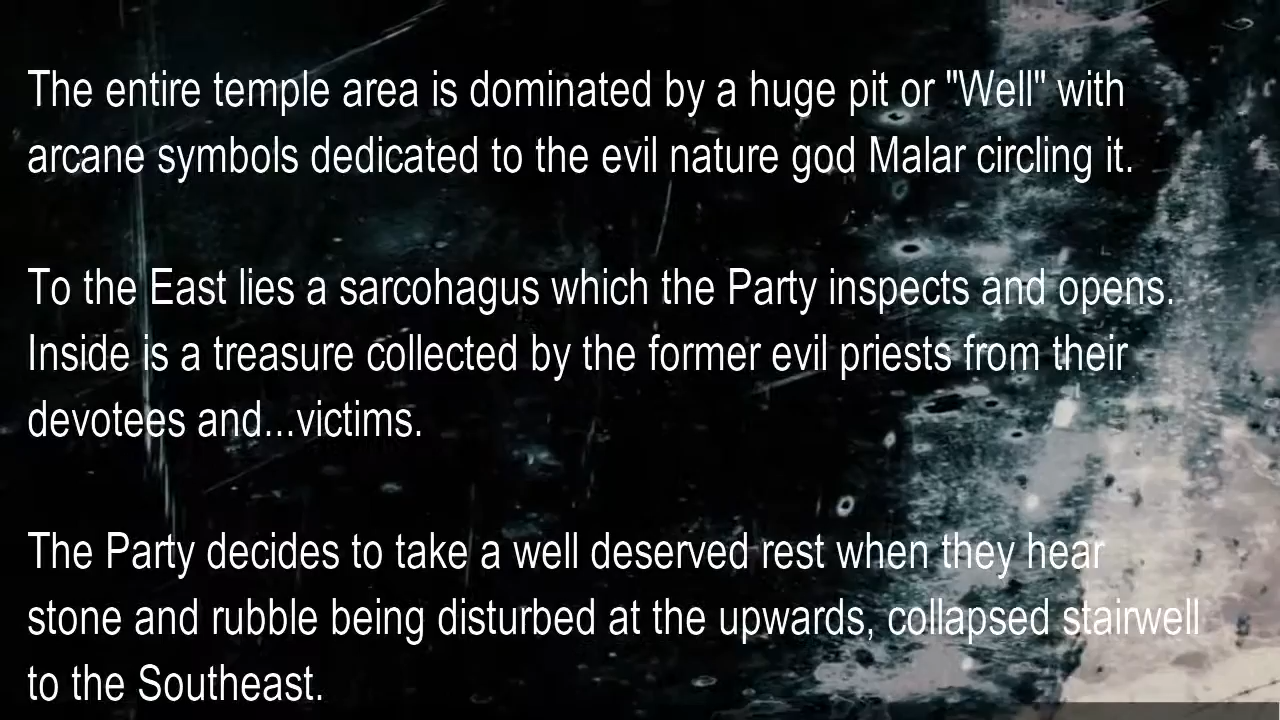 The entire temple area is dominated by a huge pit or "Well" with
arcane symbols dedicated to the evil nature god Malar circling it.
To the East lies a sarcohagus which the Party inspects and opens.
Inside is a treasure collected by the former evil priests from their
devotees and...victims.
The Party decides to take a well deserved rest when they hear
stone and rubble being disturbed at the upwards, collapsed stairwell
to the Southeast.